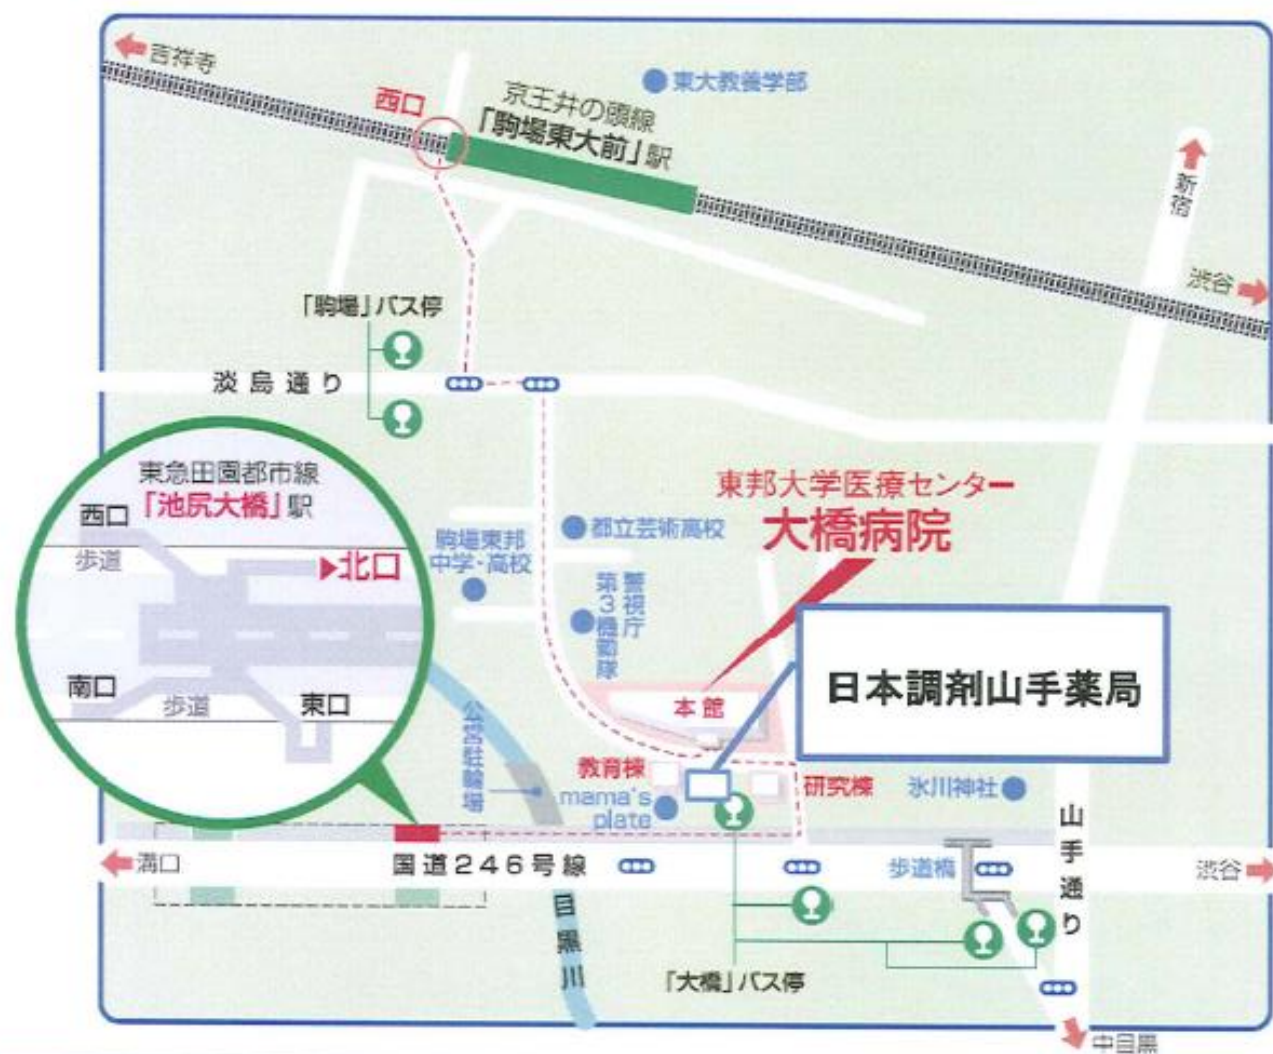 吉祥寺
西口
京王井の頭線
「駒場東大前」駅
東大教養学部
新宿
渋谷
「駒場」バス停
淡島通り
東急田園都市線
「池尻大橋」駅
西口
歩道
北口
南口
歩道
東口
東邦大学医療センター
大橋病院
都立芸術高校
駒場東邦
中学・高校
警視庁
第3機動隊
日本調剤山手薬局
本館
公営駐輪場
教育棟
mama's
plate
研究棟
氷川神社
山手通り
溝口
国道246号線
歩道橋
渋谷
目黒川
「大橋」バス停
中目黒